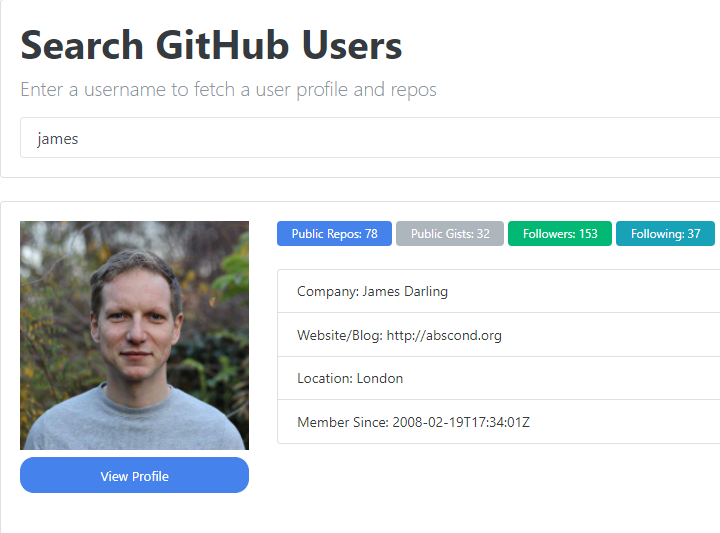 Search GitHub Users
Enter a username to fetch a user profile and repos
james
Public Repos: 78
Public Gists: 32
Followers: 153
Following: 37
Company: James Darling
Website/Blog: http://abscond.org
Location: London
Member Since: 2008-02-19T17:34:01Z
View Profile